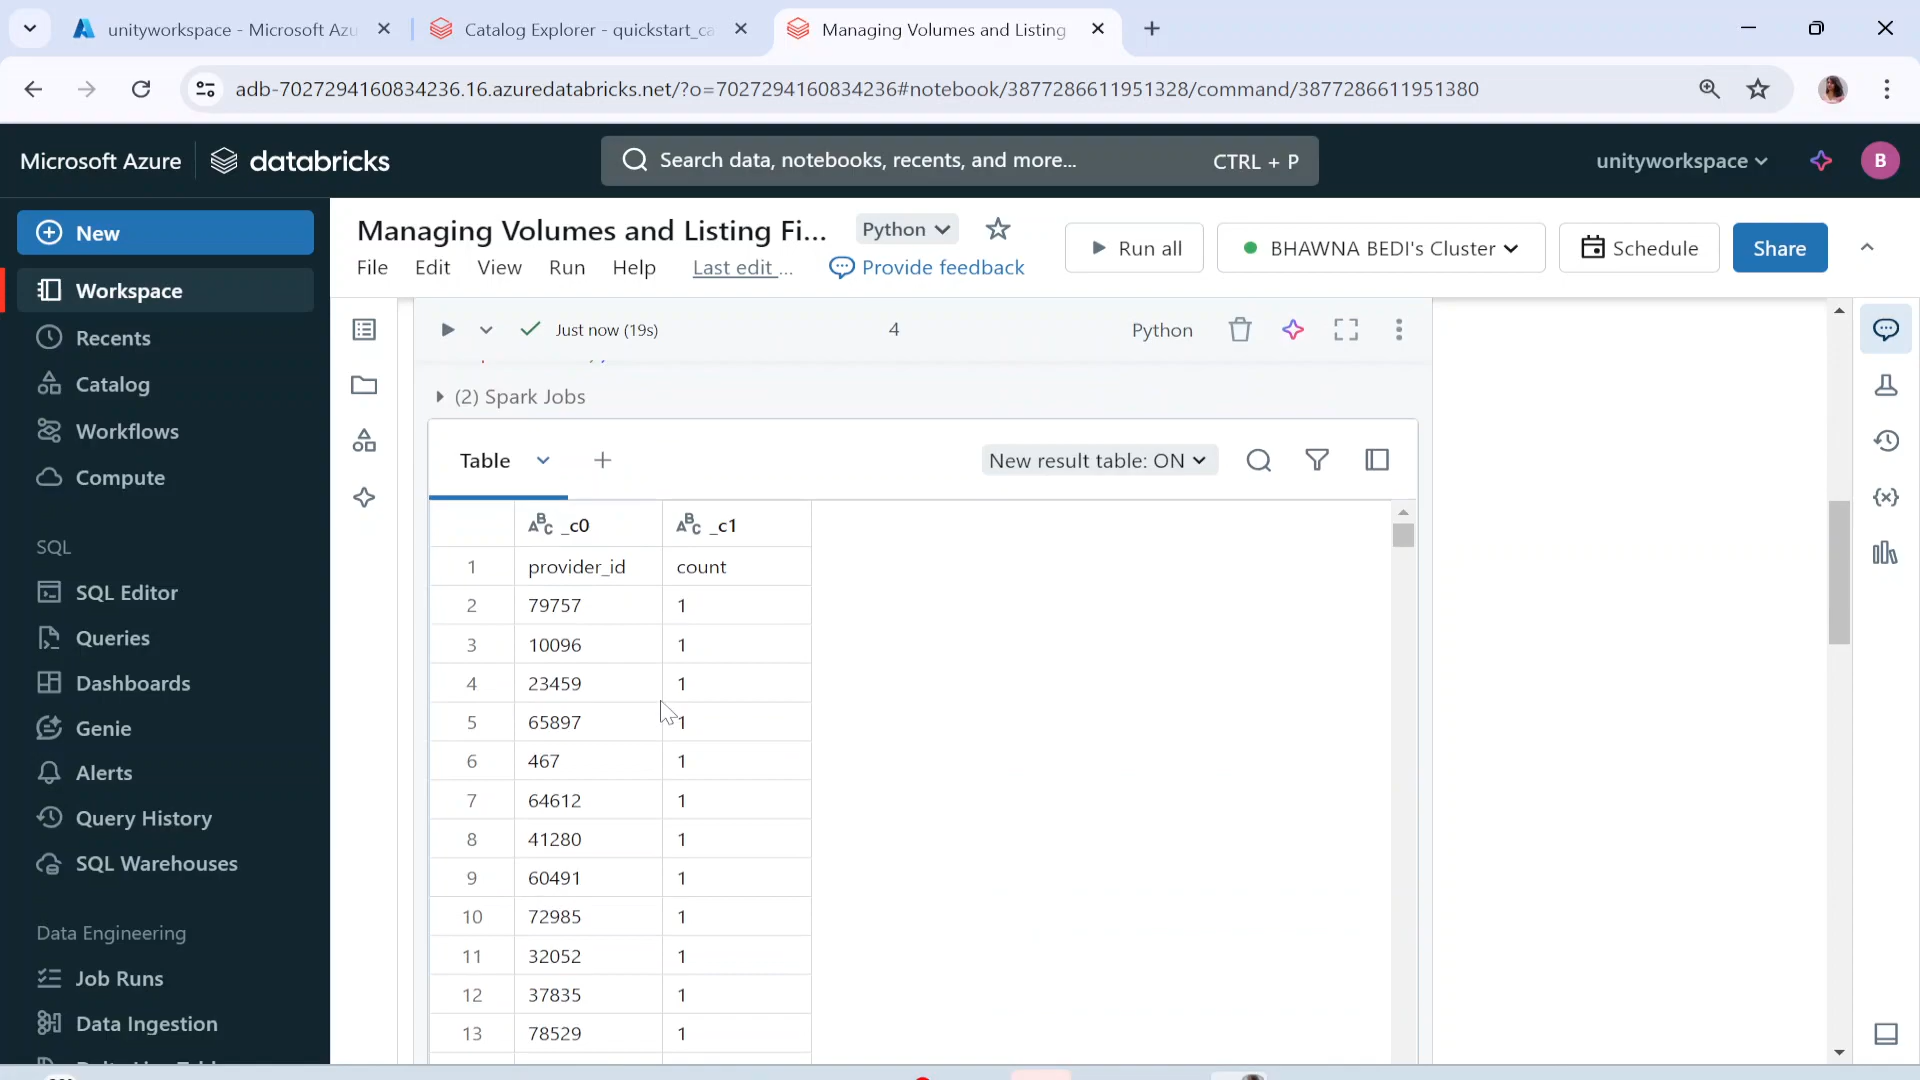 unityworkspace - Microsoft Azu
Catalog Explorer - quickstart_ca
Managing Volumes and Listing
adb-7027294160834236.16.azuredatabricks.net/?o=7027294160834236#notebook/3877286611951328/command/3877286611951380
Microsoft Azure
databricks
Search data, notebooks, recents, and more...
CTRL + P
unityworkspace
B
New
Workspace
Recents
Catalog
Workflows
Compute
SQL
SQL Editor
Queries
Dashboards
Genie
Alerts
Query History
SQL Warehouses
Data Engineering
Job Runs
Data Ingestion
Managing Volumes and Listing Fi...
Python
Run all
BHAWNA BEDI's Cluster
Schedule
Share
File Edit View Run Help Last edit ... Provide feedback
Just now (19s)
4
Python
(2) Spark Jobs
Table
New result table: ON
_c0 _c1
1 provider_id count
2 79757 1
3 10096 1
4 23459 1
5 65897 1
6 467 1
7 64612 1
8 41280 1
9 60491 1
10 72985 1
11 32052 1
12 37835 1
13 78529 1